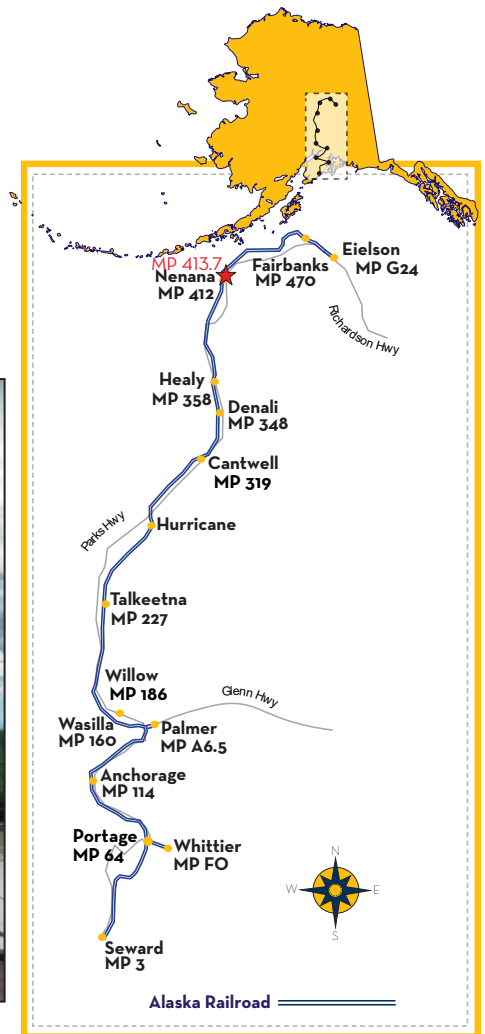 MP 413.7
Nenana
MP 412
Fairbanks
MP 470
Eielson
MP G24
Richardson Hwy
Healy
MP 358
Denali
MP 348
Cantwell
MP 319
Parks Hwy
Hurricane
Talkeetna
MP 227
Willow
MP 186
Glenn Hwy
Wasilla
MP 160
Palmer
MP A6.5
Anchorage
MP 114
Portage
MP 64
Whittier
MP FO
N
W
E
S
Seward
MP 3
Alaska Railroad